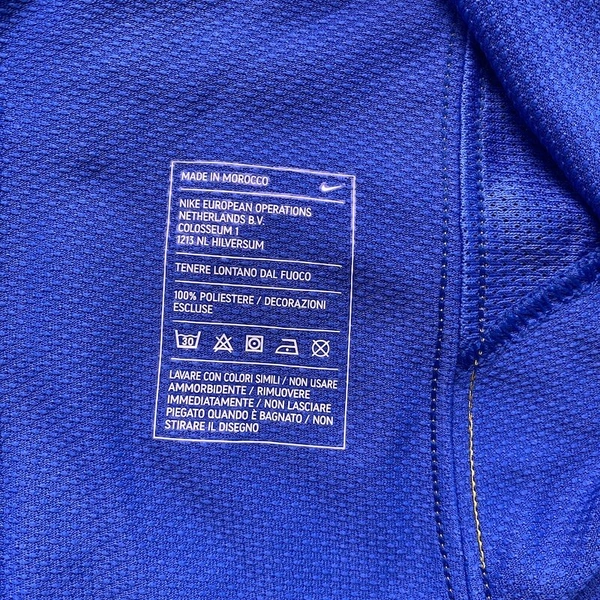 MADE IN MOROCCO
NIKE EUROPEAN OPERATIONS
NETHERLANDS B.V.
COLOSSEUM 1
1213 NL HILVERSUM
TENERE LONTANO DAL FUOCO
100% POLIESTERE / DECORAZIONI
ESCLUSE
30
LAVARE CON COLORI SIMILI / NON USARE
AMMORBIDENTE / RIMUOVERE
IMMEDIATAMENTE / NON LASCIARE
PIEGATO QUANDO È BAGNATO / NON
STIRARE IL DISEGNO